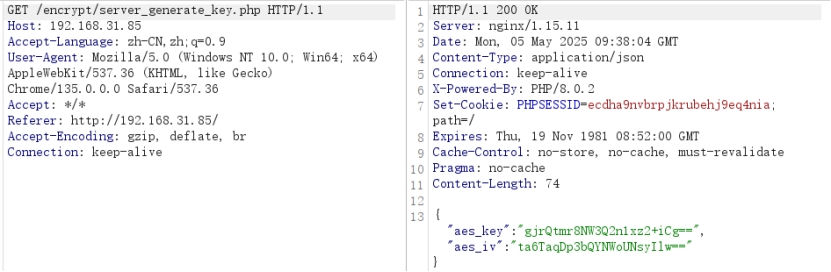 GET /encrypt/server_generate_key.php HTTP/1.1
Host: 192.168.31.85
Accept-Language: zh-CN,zh;q=0.9
User-Agent: Mozilla/5.0 (Windows NT 10.0; Win64; x64)
AppleWebKit/537.36 (KHTML, like Gecko)
Chrome/135.0.0.0 Safari/537.36
Accept: */*
Referer: http://192.168.31.85/
Accept-Encoding: gzip, deflate, br
Connection: keep-alive
1 HTTP/1.1 200 OK
2 Server: nginx/1.15.11
3 Date: Mon, 05 May 2025 09:38:04 GMT
4 Content-Type: application/json
5 Connection: keep-alive
6 X-Powered-By: PHP/8.0.2
7 Set-Cookie: PHPSESSID=ecdha9nvbrpjkrubehj9eq4nia;
path=/
8 Expires: Thu, 19 Nov 1981 08:52:00 GMT
9 Cache-Control: no-store, no-cache, must-revalidate
10 Pragma: no-cache
11 Content-Length: 74
12
13 {
"aes_key":"gjrQtmr8NW3Q2n1xz2+iCg==",
"aes_iv":"ta6TaqDp3bQYNWoUNsyIlw=="
}